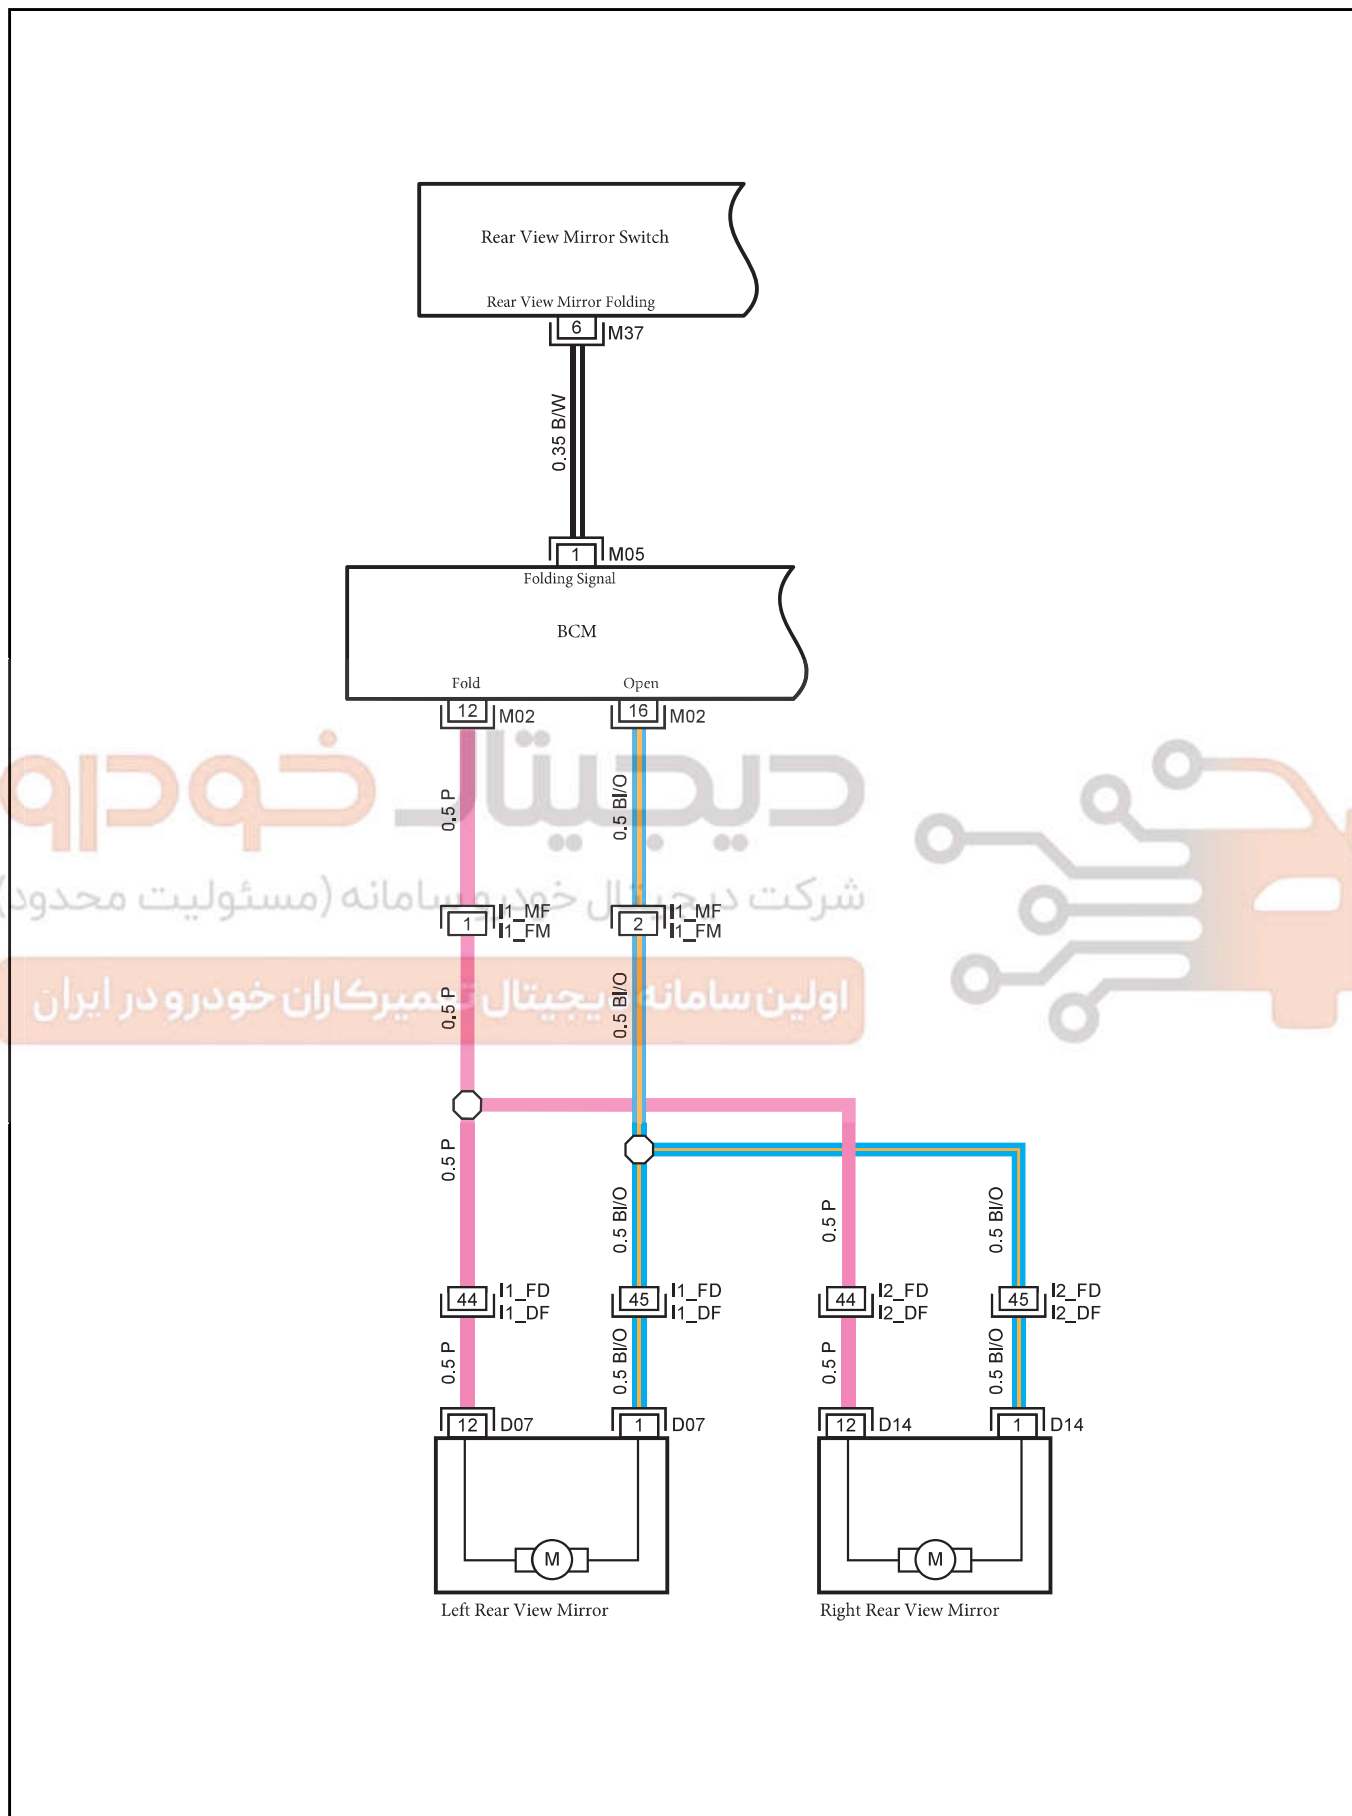 Rear View Mirror Switch
Rear View Mirror Folding
6 M37
0.35 B/W
1 M05
Folding Signal
BCM
Fold Open
12 M02 16 M02
دیجیتال خودرو
0.5 P 0.5 Bl/O
شرکت دیجیتال خودرو سامانه (مسئولیت محدود)
1 I1_MF 2 I1_MF
I1_FM I1_FM
اولین سامانه دیجیتال تعمیرکاران خودرو در ایران
0.5 P 0.5 Bl/O
0.5 P 0.5 Bl/O 0.5 P 0.5 Bl/O
44 I1_FD 45 I1_FD 44 I2_FD 45 I2_FD
I1_DF I1_DF I2_DF I2_DF
0.5 P 0.5 Bl/O 0.5 P 0.5 Bl/O
12 D07 1 D07 12 D14 1 D14
M M
Left Rear View Mirror Right Rear View Mirror